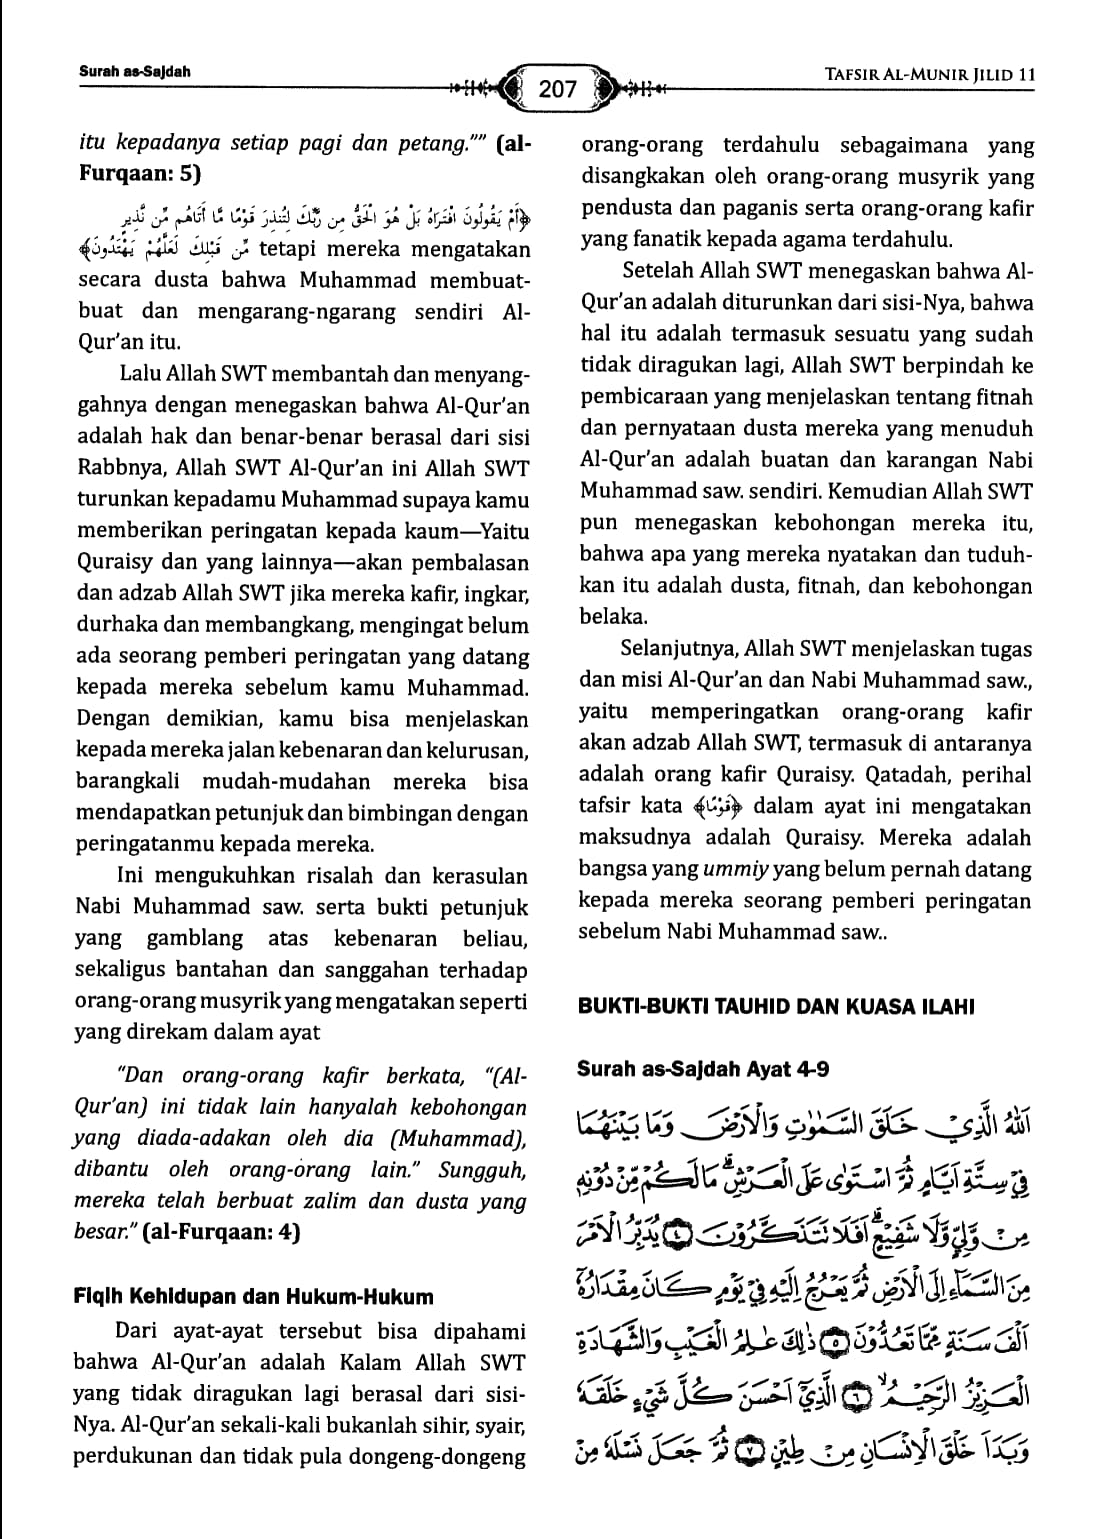 Surah as-Sajdah
207
TAFSIR AL-MUNIR JILID 11
itu kepadanya setiap pagi dan petang.”” (al-
Furqaan: 5)
﴿أَمْ يَقُولُونَ افْتَرَاهُ بَلْ هُوَ الْحَقُّ مِن رَّبِّكَ لِتُنذِرَ قَوْمًا مَّا أَتَاهُم مِّن نَّذِيرٍ
مِّن قَبْلِكَ لَعَلَّهُمْ يَهْتَدُونَ﴾ tetapi mereka mengatakan
secara dusta bahwa Muhammad membuat-
buat dan mengarang-ngarang sendiri Al-
Qur’an itu.
Lalu Allah SWT membantah dan menyang-
gahnya dengan menegaskan bahwa Al-Qur’an
adalah hak dan benar-benar berasal dari sisi
Rabbnya, Allah SWT Al-Qur’an ini Allah SWT
turunkan kepadamu Muhammad supaya kamu
memberikan peringatan kepada kaum—Yaitu
Quraisy dan yang lainnya—akan pembalasan
dan adzab Allah SWT jika mereka kafir, ingkar,
durhaka dan membangkang, mengingat belum
ada seorang pemberi peringatan yang datang
kepada mereka sebelum kamu Muhammad.
Dengan demikian, kamu bisa menjelaskan
kepada mereka jalan kebenaran dan kelurusan,
barangkali mudah-mudahan mereka bisa
mendapatkan petunjuk dan bimbingan dengan
peringatanmu kepada mereka.
Ini mengukuhkan risalah dan kerasulan
Nabi Muhammad saw. serta bukti petunjuk
yang gamblang atas kebenaran beliau,
sekaligus bantahan dan sanggahan terhadap
orang-orang musyrik yang mengatakan seperti
yang direkam dalam ayat
“Dan orang-orang kafir berkata, “(Al-
Qur’an) ini tidak lain hanyalah kebohongan
yang diada-adakan oleh dia (Muhammad),
dibantu oleh orang-orang lain.” Sungguh,
mereka telah berbuat zalim dan dusta yang
besar.” (al-Furqaan: 4)
Fiqih Kehidupan dan Hukum-Hukum
Dari ayat-ayat tersebut bisa dipahami
bahwa Al-Qur’an adalah Kalam Allah SWT
yang tidak diragukan lagi berasal dari sisi-
Nya. Al-Qur’an sekali-kali bukanlah sihir, syair,
perdukunan dan tidak pula dongeng-dongeng
orang-orang terdahulu sebagaimana yang
disangkakan oleh orang-orang musyrik yang
pendusta dan paganis serta orang-orang kafir
yang fanatik kepada agama terdahulu.
Setelah Allah SWT menegaskan bahwa Al-
Qur’an adalah diturunkan dari sisi-Nya, bahwa
hal itu adalah termasuk sesuatu yang sudah
tidak diragukan lagi, Allah SWT berpindah ke
pembicaraan yang menjelaskan tentang fitnah
dan pernyataan dusta mereka yang menuduh
Al-Qur’an adalah buatan dan karangan Nabi
Muhammad saw. sendiri. Kemudian Allah SWT
pun menegaskan kebohongan mereka itu,
bahwa apa yang mereka nyatakan dan tuduh-
kan itu adalah dusta, fitnah, dan kebohongan
belaka.
Selanjutnya, Allah SWT menjelaskan tugas
dan misi Al-Qur’an dan Nabi Muhammad saw.,
yaitu memperingatkan orang-orang kafir
akan adzab Allah SWT, termasuk di antaranya
adalah orang kafir Quraisy. Qatadah, perihal
tafsir kata ﴿قَوْمًا﴾ dalam ayat ini mengatakan
maksudnya adalah Quraisy. Mereka adalah
bangsa yang ummiy yang belum pernah datang
kepada mereka seorang pemberi peringatan
sebelum Nabi Muhammad saw..
BUKTI-BUKTI TAUHID DAN KUASA ILAHI
Surah as-Sajdah Ayat 4-9
اَللّٰهُ الَّذِيْ خَلَقَ السَّمٰوٰتِ وَالْاَرْضَ وَمَا بَيْنَهُمَا
فِيْ سِتَّةِ اَيَّامٍ ثُمَّ اسْتَوٰى عَلَى الْعَرْشِۗ مَا لَكُمْ مِّنْ دُوْنِهٖ
مِنْ وَّلِيٍّ وَّلَا شَفِيْعٍۗ اَفَلَا تَتَذَكَّرُوْنَ ﴿٤﴾ يُدَبِّرُ الْاَمْرَ
مِنَ السَّمَاۤءِ اِلَى الْاَرْضِ ثُمَّ يَعْرُجُ اِلَيْهِ فِيْ يَوْمٍ كَانَ مِقْدَارُهٗٓ
اَلْفَ سَنَةٍ مِّمَّا تَعُدُّوْنَ ﴿٥﴾ ذٰلِكَ عٰلِمُ الْغَيْبِ وَالشَّهَادَةِ
الْعَزِيْزُ الرَّحِيْمُۙ ﴿٦﴾ الَّذِيْٓ اَحْسَنَ كُلَّ شَيْءٍ خَلَقَهٗ
وَبَدَاَ خَلْقَ الْاِنْسَانِ مِنْ طِيْنٍ ﴿٧﴾ ثُمَّ جَعَلَ نَسْلَهٗ مِنْ